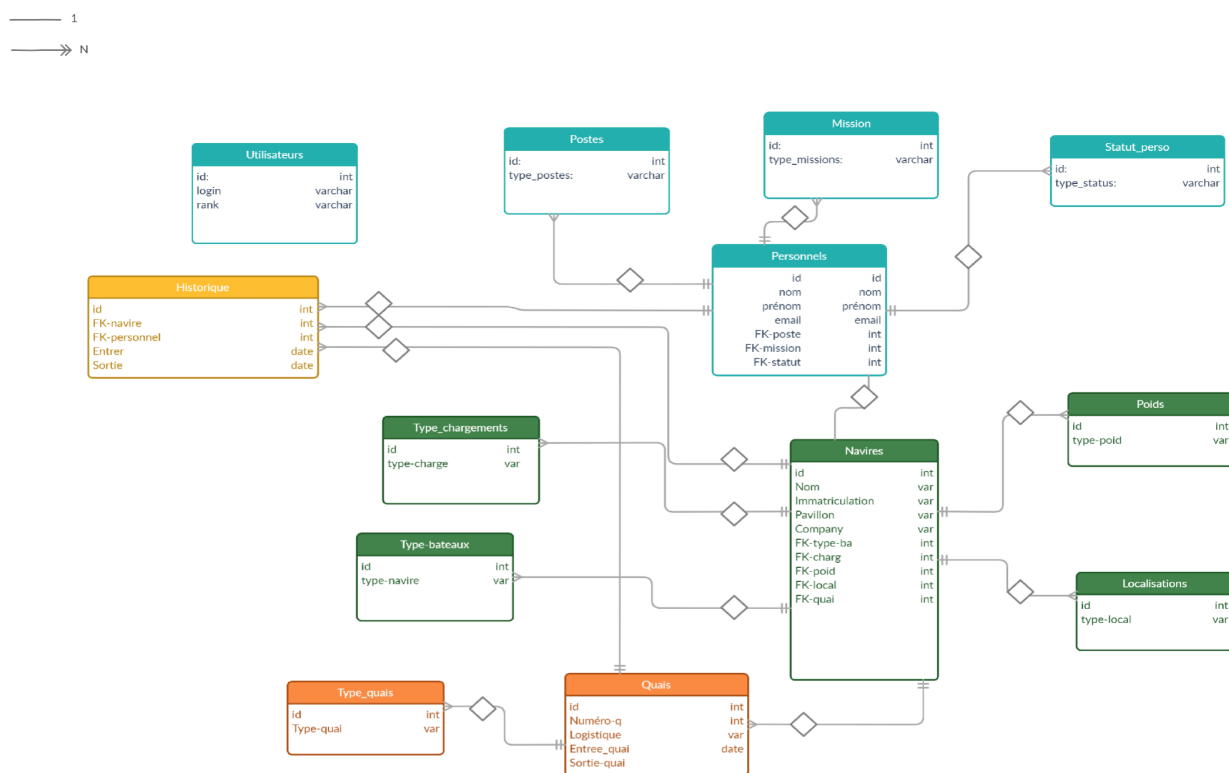 1
N
Utilisateurs
id: int
login varchar
rank varchar
Postes
id: int
type_postes: varchar
Mission
id: int
type_missions: varchar
Statut_perso
id: int
type_status: varchar
Personnels
id id
nom nom
prénom prénom
email email
FK-poste int
FK-mission int
FK-statut int
Historique
id int
FK-navire int
FK-personnel int
Entrer date
Sortie date
Type_chargements
id int
type-charge var
Type-bateaux
id int
type-navire var
Navires
id int
Nom var
Immatriculation var
Pavillon var
Company var
FK-type-ba int
FK-charg int
FK-poid int
FK-local int
FK-quai int
Poids
id int
type-poid var
Localisations
id int
type-local var
Type_quais
id int
Type-quai var
Quais
id int
Numéro-q int
Logistique var
Entree_quai date
Sortie-quai